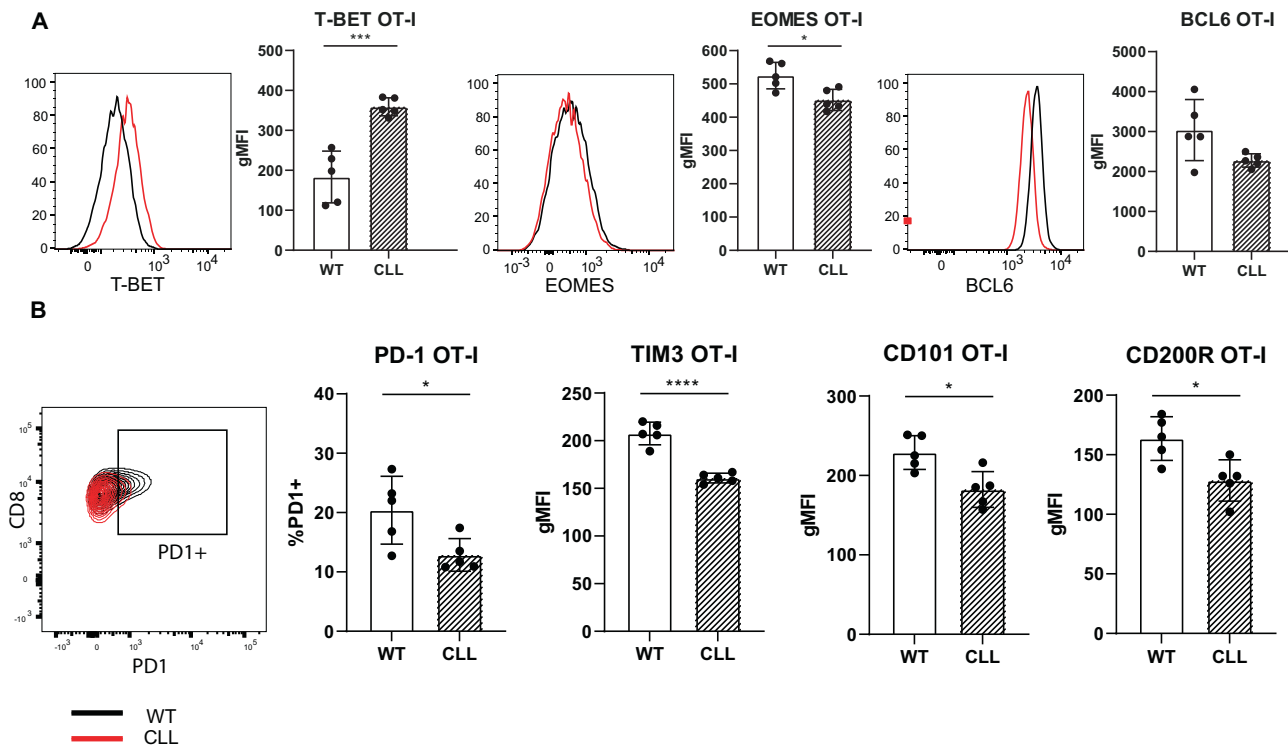 A
T-BET OT-I
***
gMFI
500
400
300
200
100
0
WT CLL
100
80
60
40
20
0
0 10³ 10⁴
T-BET
EOMES OT-I
*
gMFI
600
500
400
300
200
100
0
WT CLL
100
80
60
40
20
0
10⁻³ 0 10³ 10⁴
EOMES
BCL6 OT-I
gMFI
5000
4000
3000
2000
1000
0
WT CLL
100
80
60
40
20
0
0 10³ 10⁴
BCL6
B
CD8
10⁵
10⁴
10³
0
-10³
PD1+
-10³ 0 10³ 10⁴ 10⁵
PD1
PD-1 OT-I
*
%PD1+
40
30
20
10
0
WT CLL
TIM3 OT-I
****
gMFI
250
200
150
100
50
0
WT CLL
CD101 OT-I
*
gMFI
300
200
100
0
WT CLL
CD200R OT-I
*
gMFI
200
150
100
50
0
WT CLL
WT
CLL